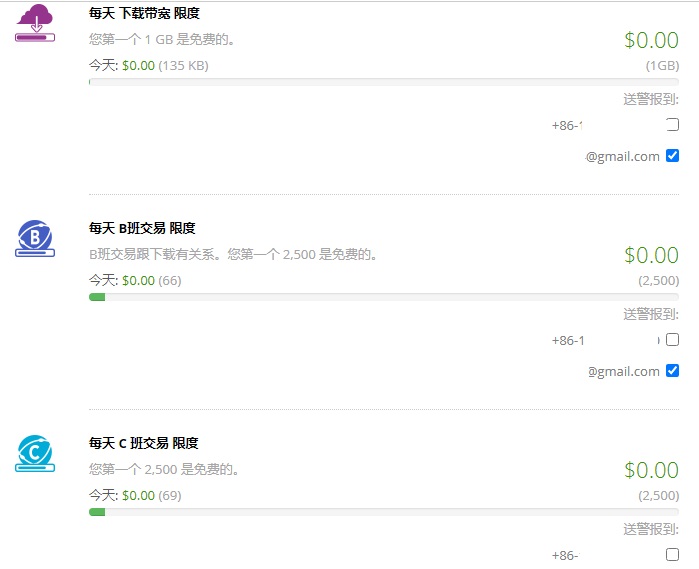 每天 下载带宽 限度
您第一个 1 GB 是免费的。
$0.00
今天: $0.00 (135 KB)
(1GB)
送警报到:
+86-1
@gmail.com
每天 B班交易 限度
B
B班交易跟下载有关系。您第一个 2,500 是免费的。
$0.00
今天: $0.00 (66)
(2,500)
送警报到:
+86-1
@gmail.com
每天 C 班交易 限度
C
您第一个 2,500 是免费的。
$0.00
今天: $0.00 (69)
(2,500)
送警报到:
+86-